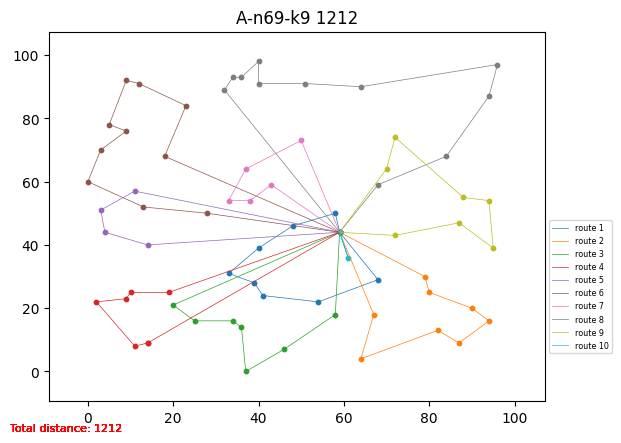 A-n69-k9 1212
100
80
60
40
20
0
0 20 40 60 80 100
route 1
route 2
route 3
route 4
route 5
route 6
route 7
route 8
route 9
route 10
Total distance: 1212